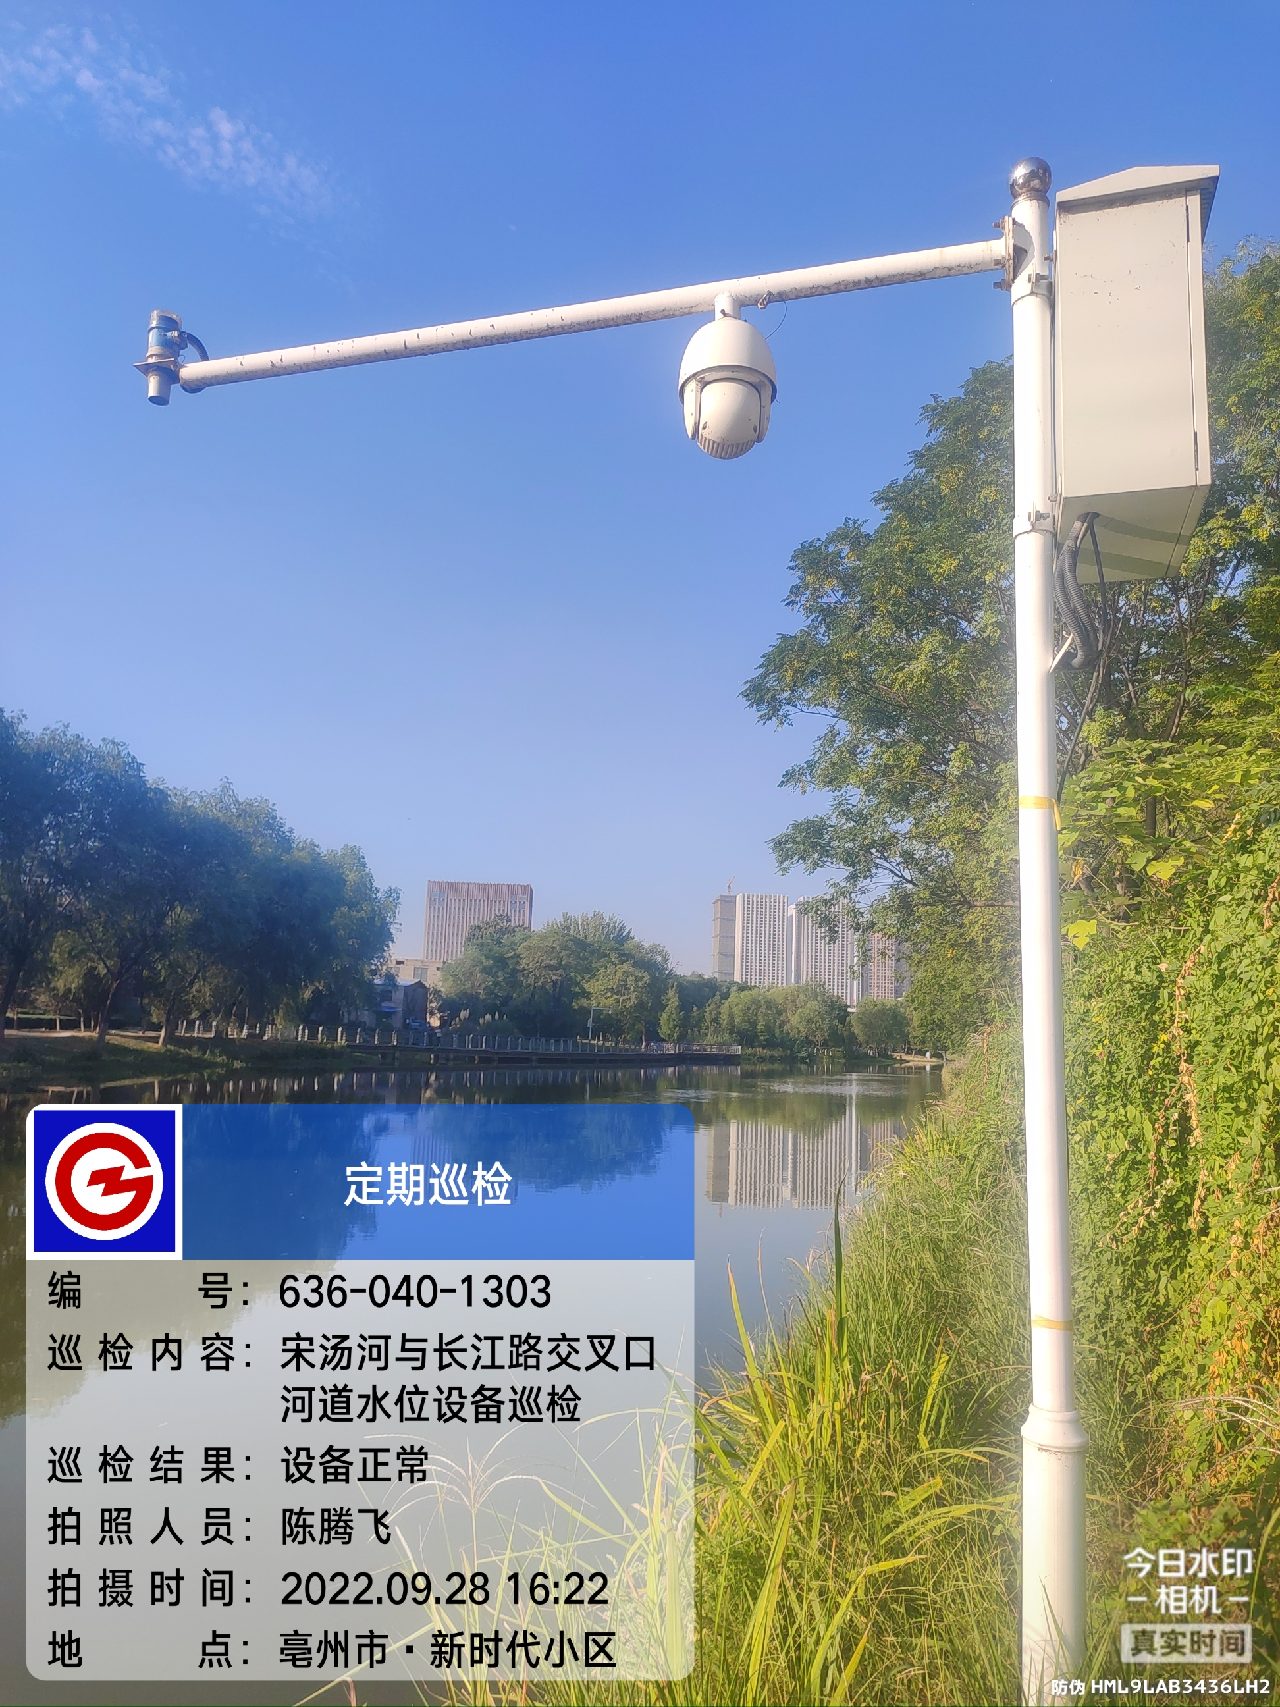 定期巡检
编号：636-040-1303
巡检内容：宋汤河与长江路交叉口
河道水位设备巡检
巡检结果：设备正常
拍照人员：陈腾飞
拍摄时间：2022.09.28 16:22
地点：亳州市·新时代小区
今日水印
-相机-
真实时间
防伪 HML9LAB3436LH2